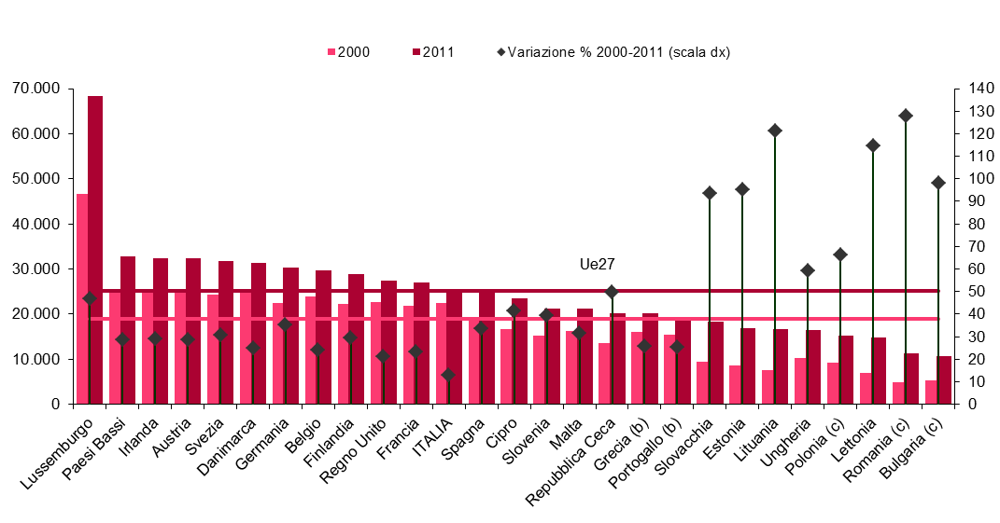 2000 2011 Variazione % 2000-2011 (scala dx)
70.000 140
130
60.000 120
110
50.000 100
90
40.000 80
70
Ue27
30.000 60
50
20.000 40
30
10.000 20
10
0 0
Lussemburgo
Paesi Bassi
Irlanda
Austria
Svezia
Danimarca
Germania
Belgio
Finlandia
Regno Unito
Francia
ITALIA
Spagna
Cipro
Slovenia
Malta
Repubblica Ceca
Grecia (b)
Portogallo (b)
Slovacchia
Estonia
Lituania
Ungheria
Polonia (c)
Lettonia
Romania (c)
Bulgaria (c)